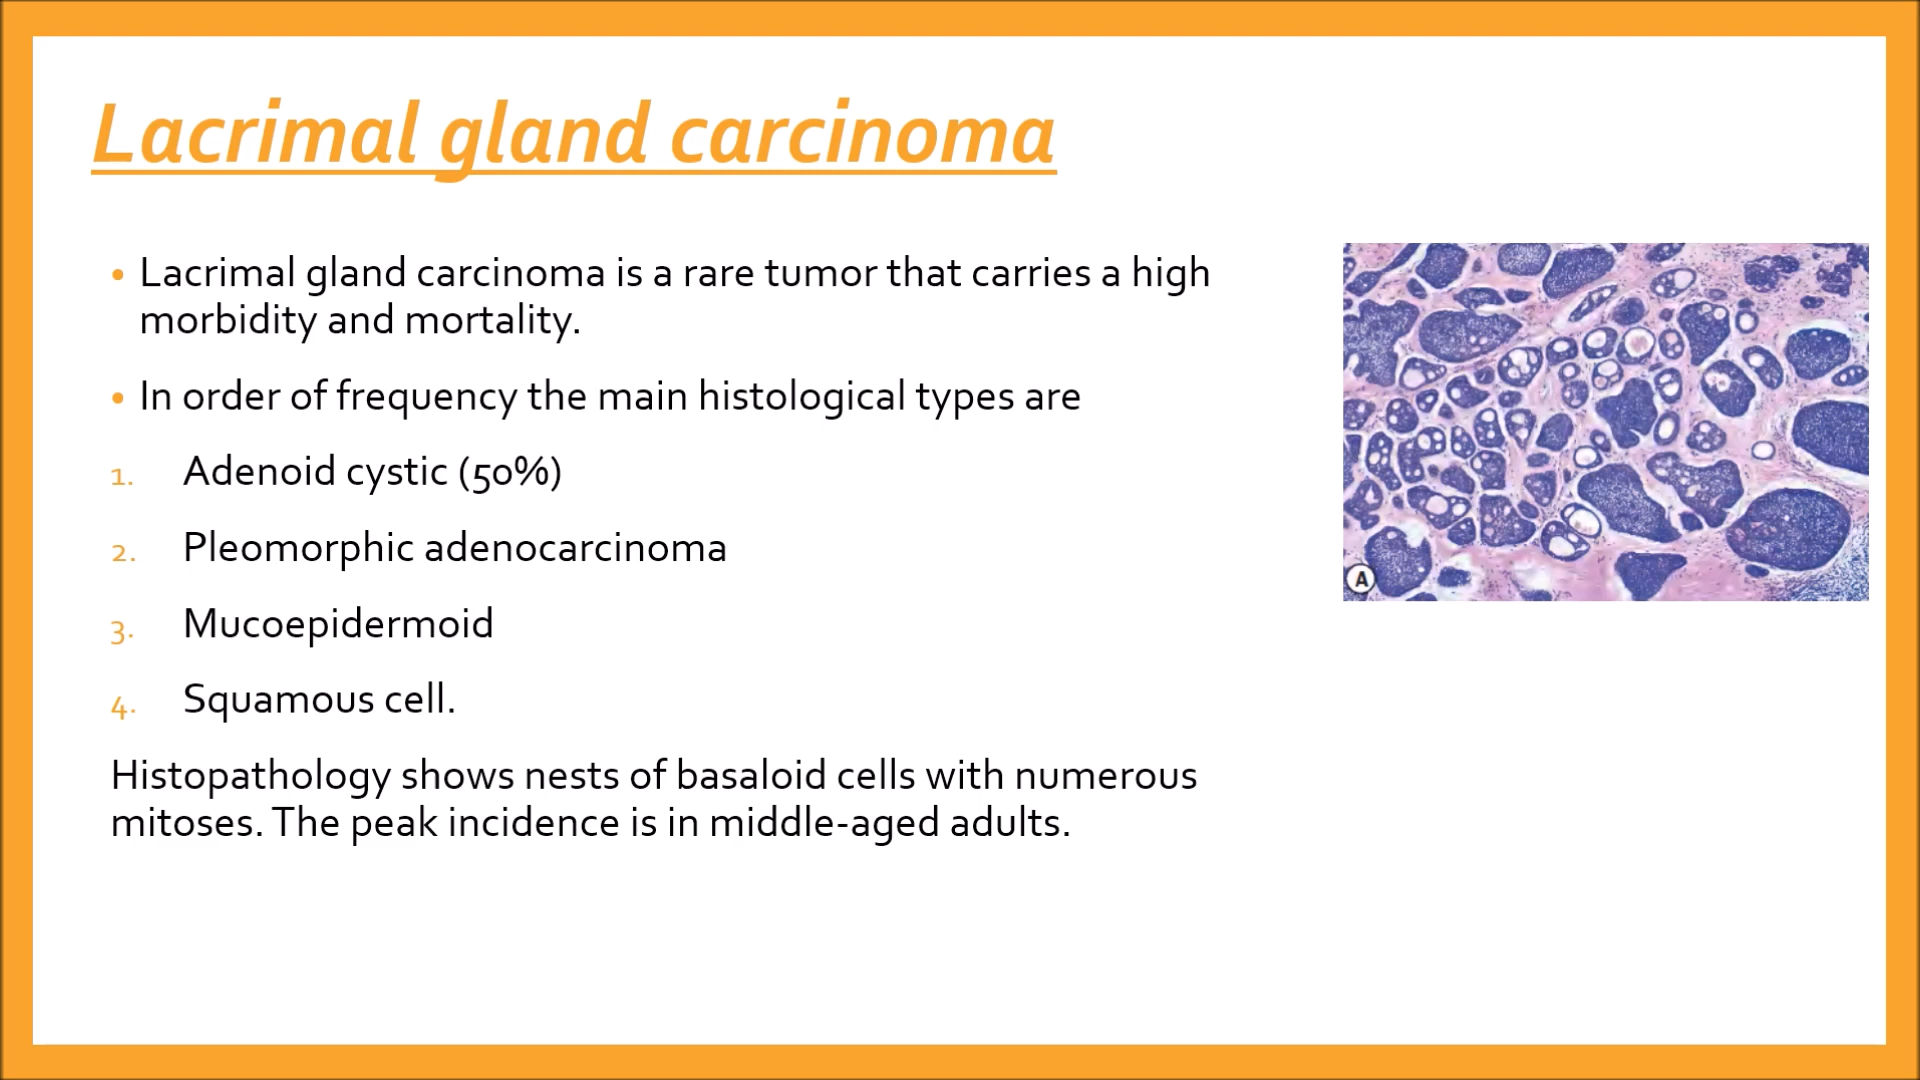 Lacrimal gland carcinoma
• Lacrimal gland carcinoma is a rare tumor that carries a high
morbidity and mortality.
• In order of frequency the main histological types are
1. Adenoid cystic (50%)
2. Pleomorphic adenocarcinoma
3. Mucoepidermoid
4. Squamous cell.
Histopathology shows nests of basaloid cells with numerous
mitoses. The peak incidence is in middle-aged adults.
A